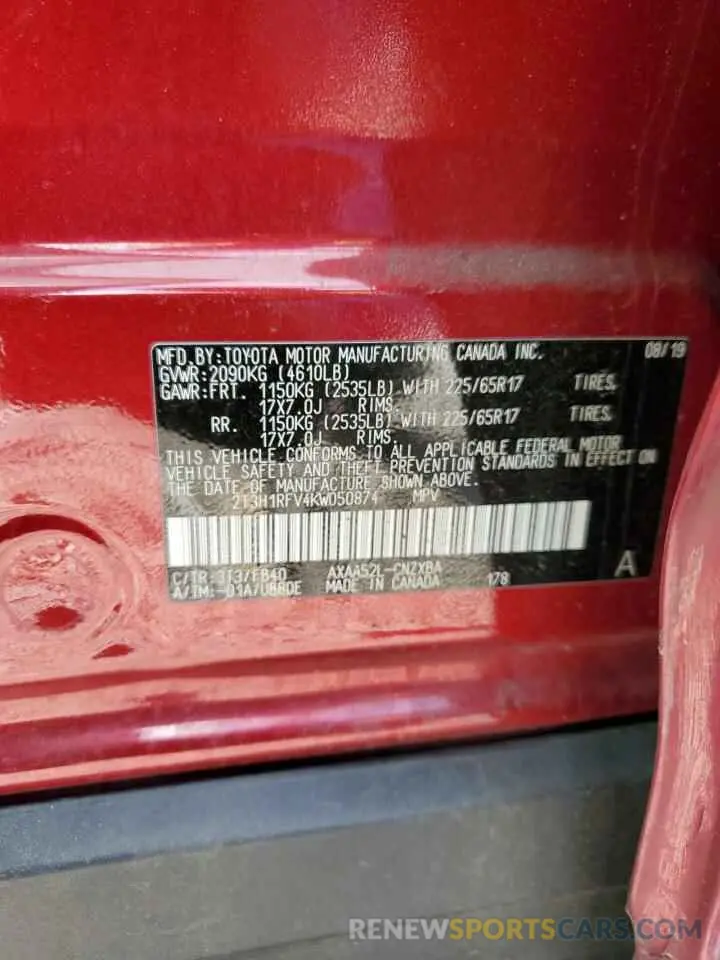 MFD. BY: TOYOTA MOTOR MANUFACTURING CANADA INC. 08/19
GVWR: 2090KG (4610LB)
GAWR: FRT. 1150KG (2535LB) WITH 225/65R17 TIRES,
17X7.0J RIMS,
RR. 1150KG (2535LB) WITH 225/65R17 TIRES,
17X7.0J RIMS.
THIS VEHICLE CONFORMS TO ALL APPLICABLE FEDERAL MOTOR
VEHICLE SAFETY AND THEFT PREVENTION STANDARDS IN EFFECT ON
THE DATE OF MANUFACTURE SHOWN ABOVE.
2T3H1RFV4KW050874 MPV
C/TR: 3T3/FB40 AXAA52L-CNZXBA
A/TM: MADE IN CANADA 178 A
RENEWSPORTSCARS.COM